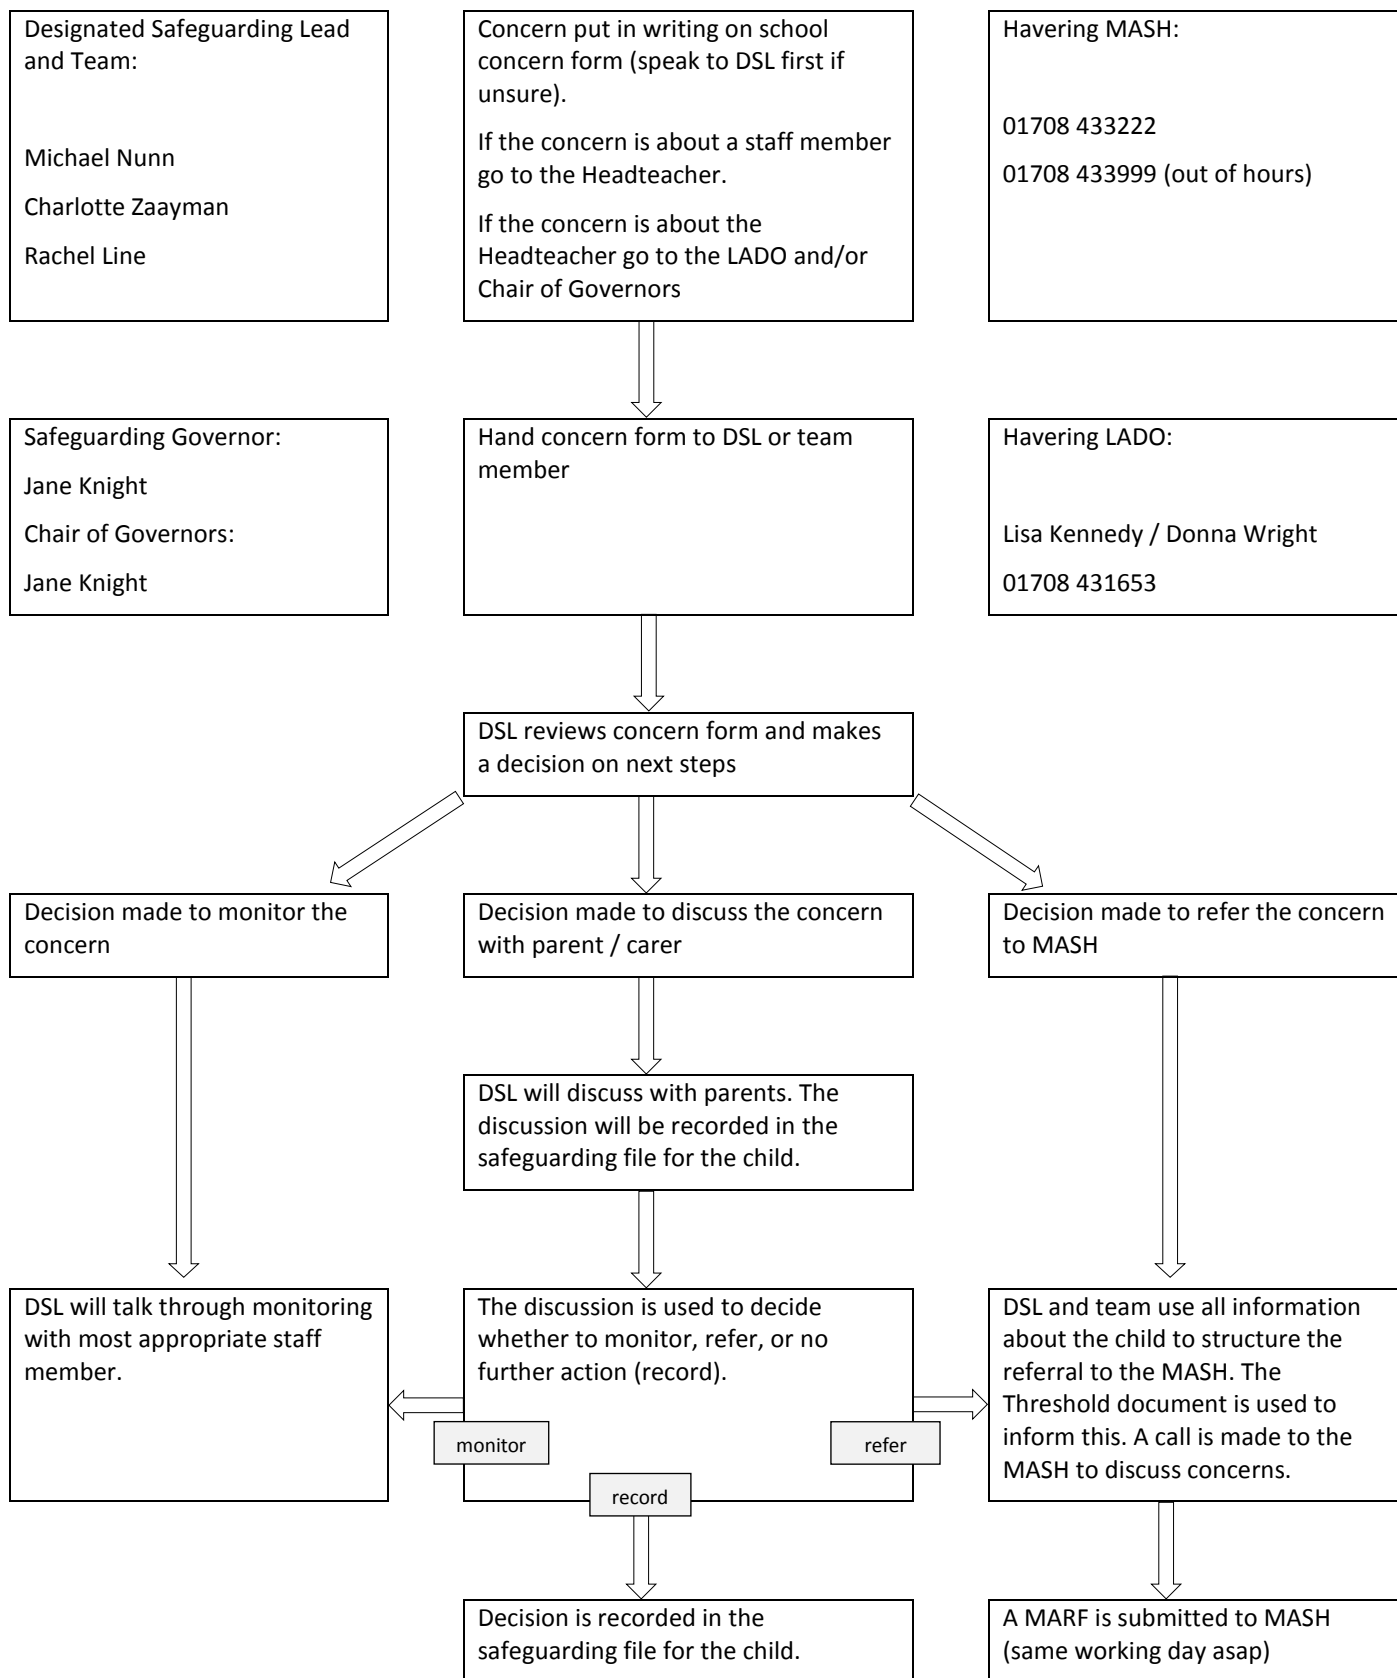 Designated Safeguarding Lead
and Team:
Michael Nunn
Charlotte Zaayman
Rachel Line
Concern put in writing on school
concern form (speak to DSL first if
unsure).
If the concern is about a staff member
go to the Headteacher.
If the concern is about the
Headteacher go to the LADO and/or
Chair of Governors
Havering MASH:
01708 433222
01708 433999 (out of hours)
Safeguarding Governor:
Jane Knight
Chair of Governors:
Jane Knight
Hand concern form to DSL or team
member
Havering LADO:
Lisa Kennedy / Donna Wright
01708 431653
DSL reviews concern form and makes
a decision on next steps
Decision made to monitor the
concern
Decision made to discuss the concern
with parent / carer
Decision made to refer the concern
to MASH
DSL will discuss with parents. The
discussion will be recorded in the
safeguarding file for the child.
DSL will talk through monitoring
with most appropriate staff
member.
The discussion is used to decide
whether to monitor, refer, or no
further action (record).
monitor
refer
record
DSL and team use all information
about the child to structure the
referral to the MASH. The
Threshold document is used to
inform this. A call is made to the
MASH to discuss concerns.
Decision is recorded in the
safeguarding file for the child.
A MARF is submitted to MASH
(same working day asap)